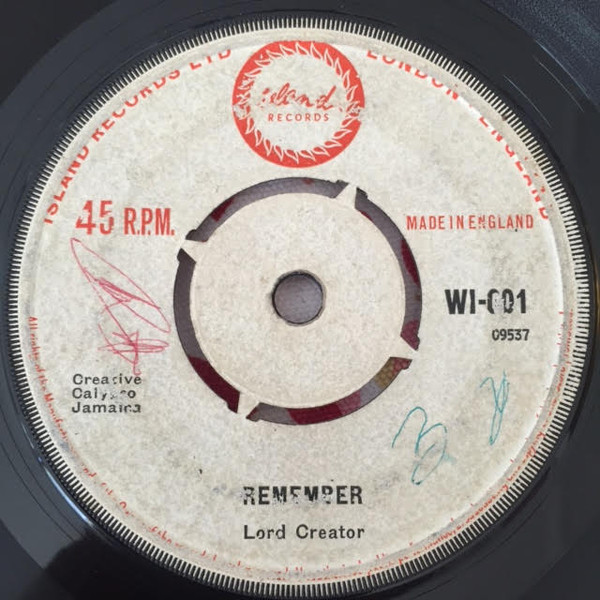 ISLAND RECORDS LTD LONDON ENGLAND
island
RECORDS
45 R.P.M.
MADE IN ENGLAND
WI-001
09537
Creative
Calypso
Jamaica
REMEMBER
Lord Creator